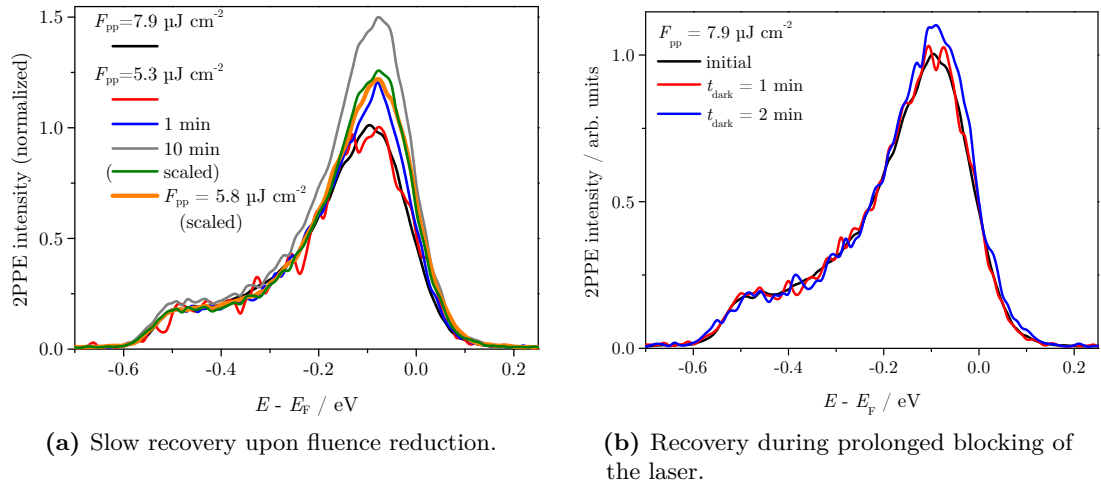 F_pp=7.9 µJ cm⁻²
F_pp=5.3 µJ cm⁻²
1 min
10 min
( scaled)
F_pp = 5.8 µJ cm⁻²
(scaled)
2PPE intensity (normalized)
1.5
1.0
0.5
0.0
-0.6 -0.4 -0.2 0.0 0.2
E - E_F / eV
(a) Slow recovery upon fluence reduction.
F_pp = 7.9 µJ cm⁻²
initial
t_dark = 1 min
t_dark = 2 min
2PPE intensity / arb. units
1.0
0.5
0.0
-0.6 -0.4 -0.2 0.0 0.2
E - E_F / eV
(b) Recovery during prolonged blocking of
the laser.